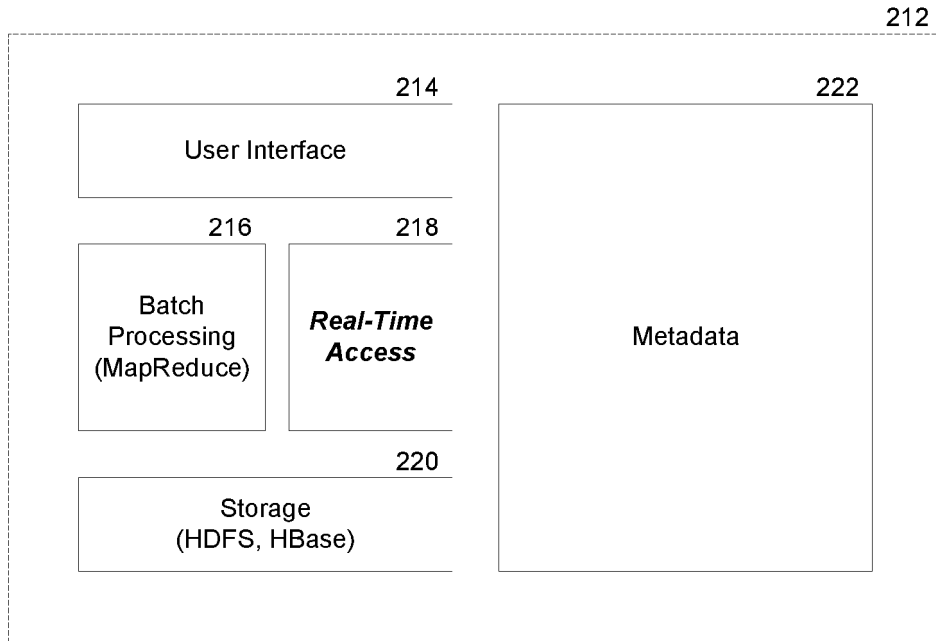 212
214
User Interface
216
Batch
Processing
(MapReduce)
218
Real-Time
Access
220
Storage
(HDFS, HBase)
222
Metadata